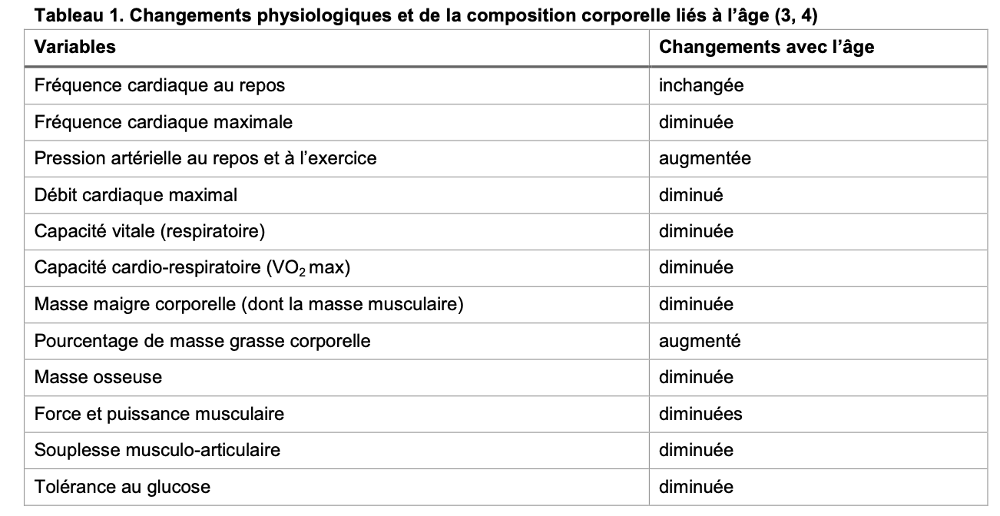 Tableau 1. Changements physiologiques et de la composition corporelle liés à l’âge (3, 4)
Variables Changements avec l’âge
Fréquence cardiaque au repos inchangée
Fréquence cardiaque maximale diminuée
Pression artérielle au repos et à l’exercice augmentée
Débit cardiaque maximal diminué
Capacité vitale (respiratoire) diminuée
Capacité cardio-respiratoire (VO₂ max) diminuée
Masse maigre corporelle (dont la masse musculaire) diminuée
Pourcentage de masse grasse corporelle augmenté
Masse osseuse diminuée
Force et puissance musculaire diminuées
Souplesse musculo-articulaire diminuée
Tolérance au glucose diminuée